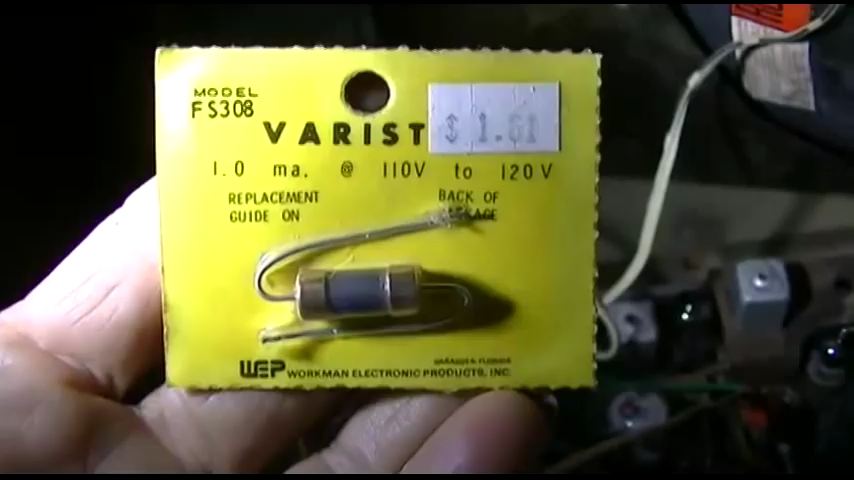 MODEL
FS308
VARIST
$ 1.61
1.0 ma. @ 110V to 120V
REPLACEMENT BACK OF
GUIDE ON
WEP WORKMAN ELECTRONIC PRODUCTS, INC.